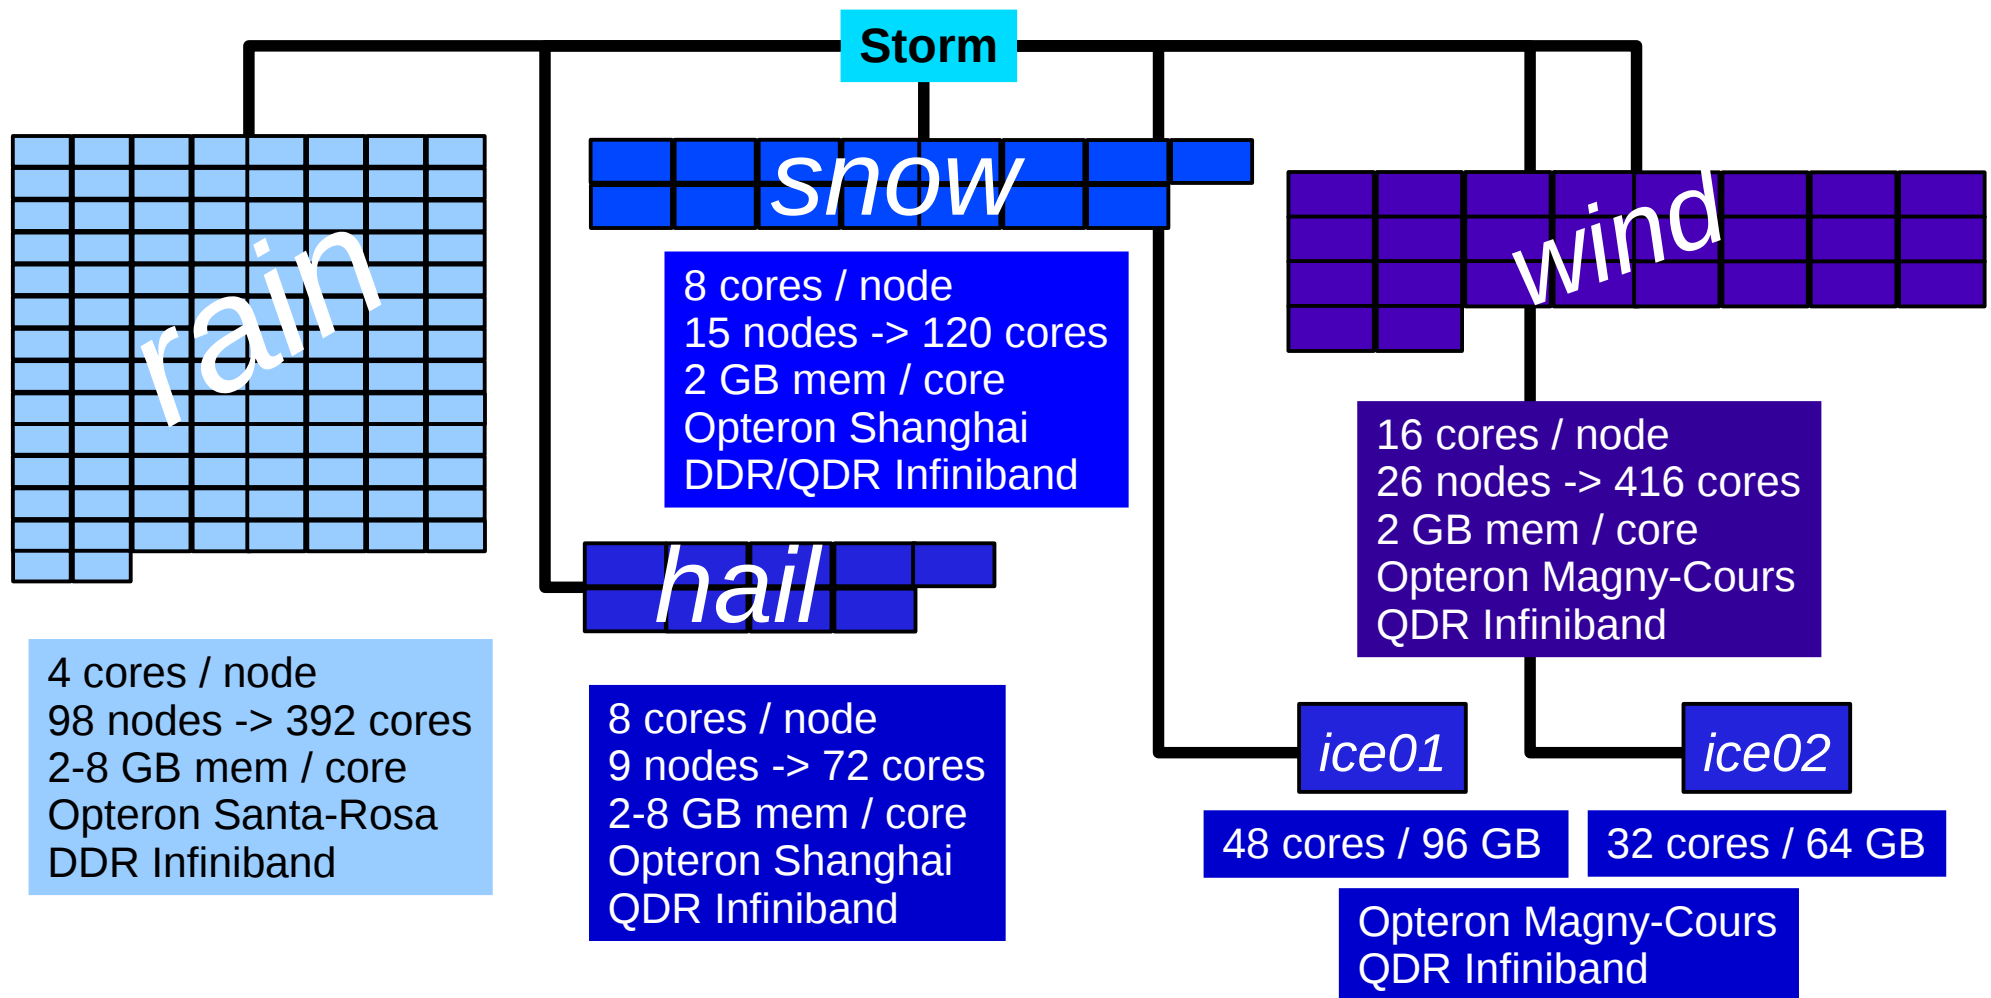 Storm
rain
snow
wind
8 cores / node
15 nodes -> 120 cores
2 GB mem / core
Opteron Shanghai
DDR/QDR Infiniband
16 cores / node
26 nodes -> 416 cores
2 GB mem / core
Opteron Magny-Cours
QDR Infiniband
hail
4 cores / node
98 nodes -> 392 cores
2-8 GB mem / core
Opteron Santa-Rosa
DDR Infiniband
8 cores / node
9 nodes -> 72 cores
2-8 GB mem / core
Opteron Shanghai
QDR Infiniband
ice01
ice02
48 cores / 96 GB
32 cores / 64 GB
Opteron Magny-Cours
QDR Infiniband